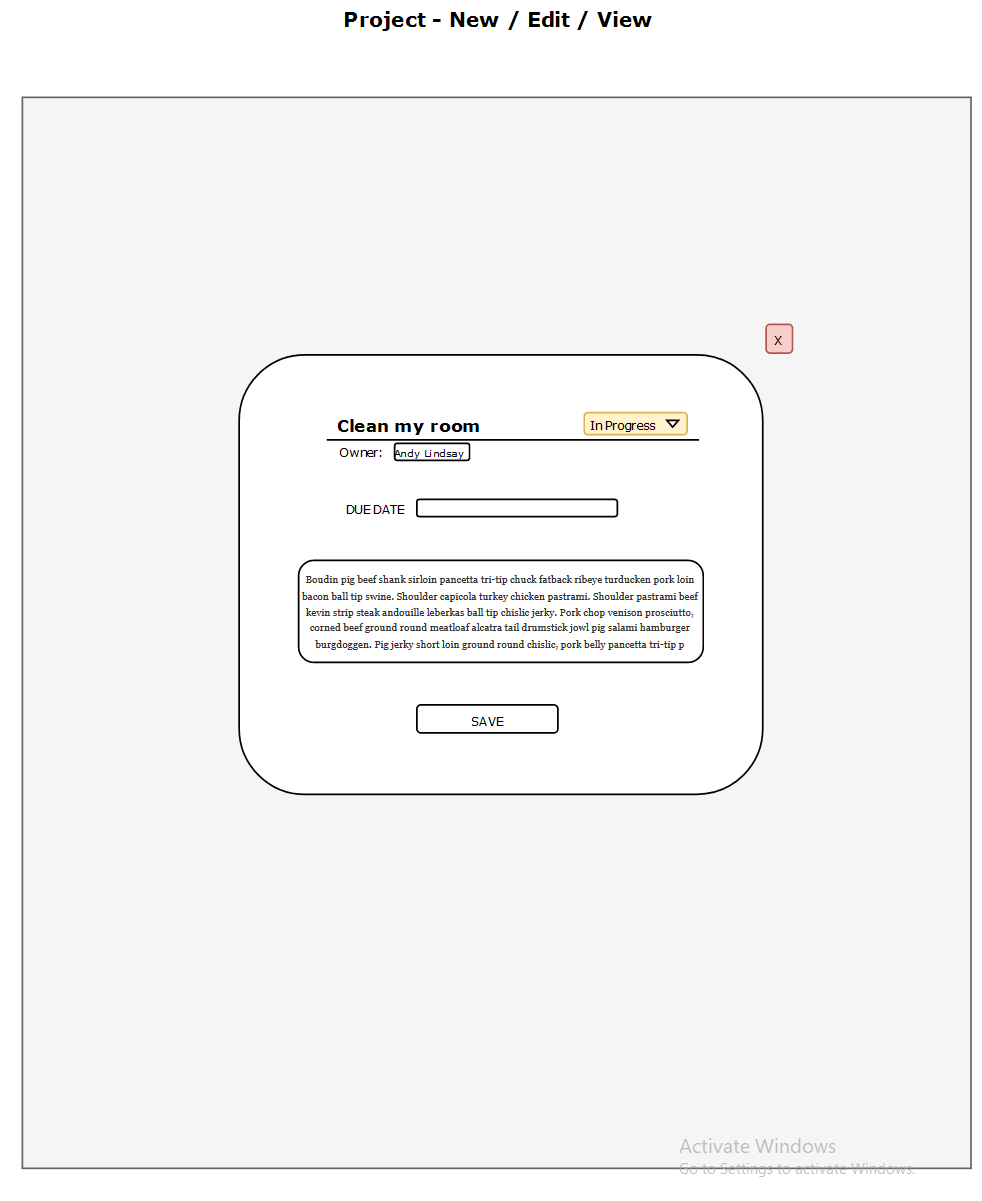 Project - New / Edit / View
X
Clean my room
In Progress
Owner:
Andy Lindsay
DUE DATE
Boudin pig beef shank sirloin pancetta tri-tip chuck fatback ribeye turducken pork loin
bacon ball tip swine. Shoulder capicola turkey chicken pastrami. Shoulder pastrami beef
kevin strip steak andouille leberkas ball tip chislic jerky. Pork chop venison prosciutto,
corned beef ground round meatloaf alcatra tail drumstick jowl pig salami hamburger
burgdoggen. Pig jerky short loin ground round chislic, pork belly pancetta tri-tip p
SAVE
Activate Windows
Go to Settings to activate Windows.